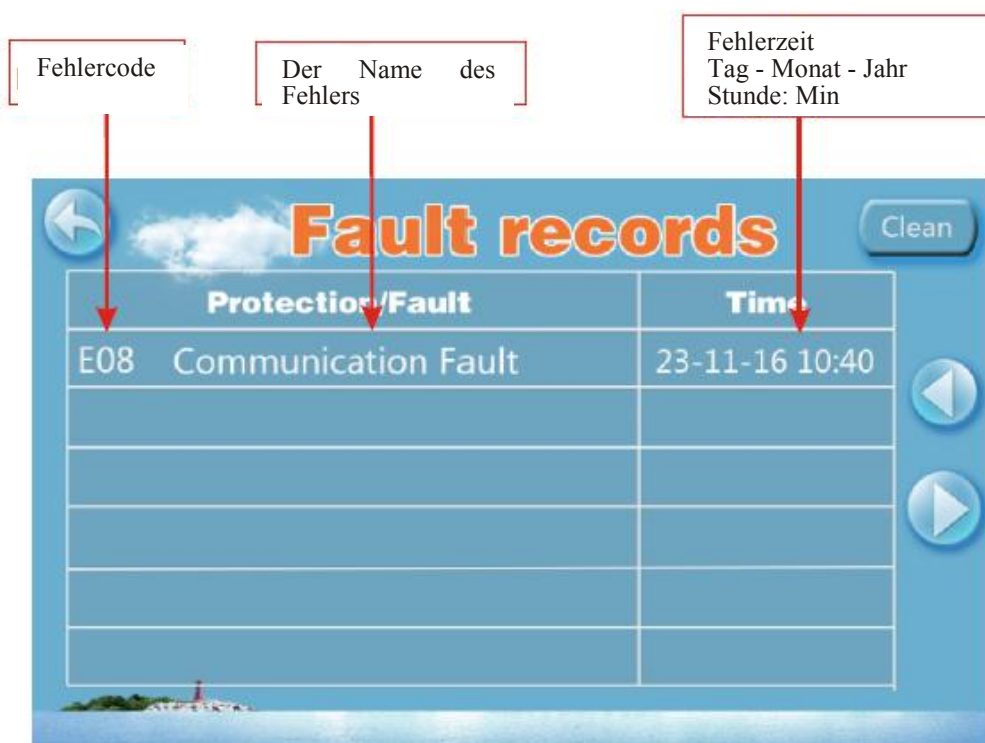 Fehlercode
Der Name des
Fehlers
Fehlerzeit
Tag - Monat - Jahr
Stunde: Min
Fault records
Clean
Protection/Fault
Time
E08 Communication Fault
23-11-16 10:40